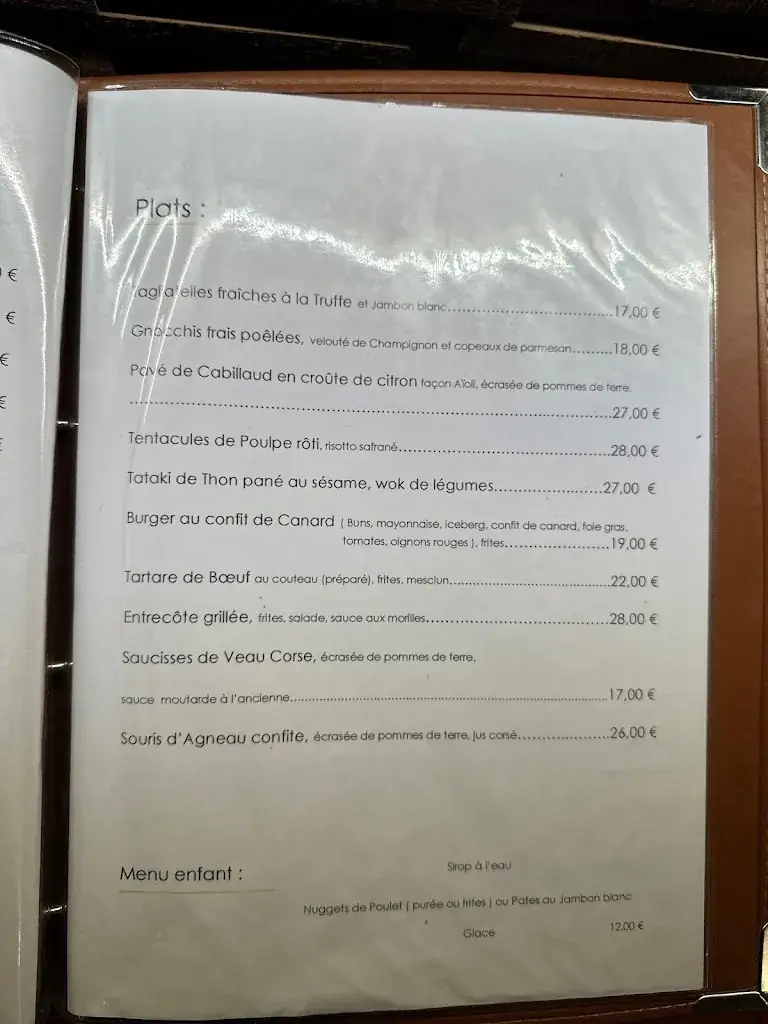 €
€
€
€
Plats :
Tagliatelles fraîches à la Truffe et Jambon blanc..................................17,00 €
Gnocchis frais poêlées, velouté de Champignon et copeaux de parmesan.........18,00 €
Pavé de Cabillaud en croûte de citron façon Aïoli, écrasée de pommes de terre,
................................................................................................27,00 €
Tentacules de Poulpe rôti, risotto safrané...........................................28,00 €
Tataki de Thon pané au sésame, wok de légumes......................27,00 €
Burger au confit de Canard ( Buns, mayonnaise, iceberg, confit de canard, foie gras,
tomates, oignons rouges ), frites.....................19,00 €
Tartare de Bœuf au couteau (préparé), frites, mesclun.................................22,00 €
Entrecôte grillée, frites, salade, sauce aux morilles.....................................28,00 €
Saucisses de Veau Corse, écrasée de pommes de terre,
sauce moutarde à l'ancienne.................................................................17,00 €
Souris d'Agneau confite, écrasée de pommes de terre, jus corsé...................26,00 €
Menu enfant :
Sirop à l'eau
Nuggets de Poulet ( purée ou frites ) ou Pates au Jambon blanc
Glace 12,00 €